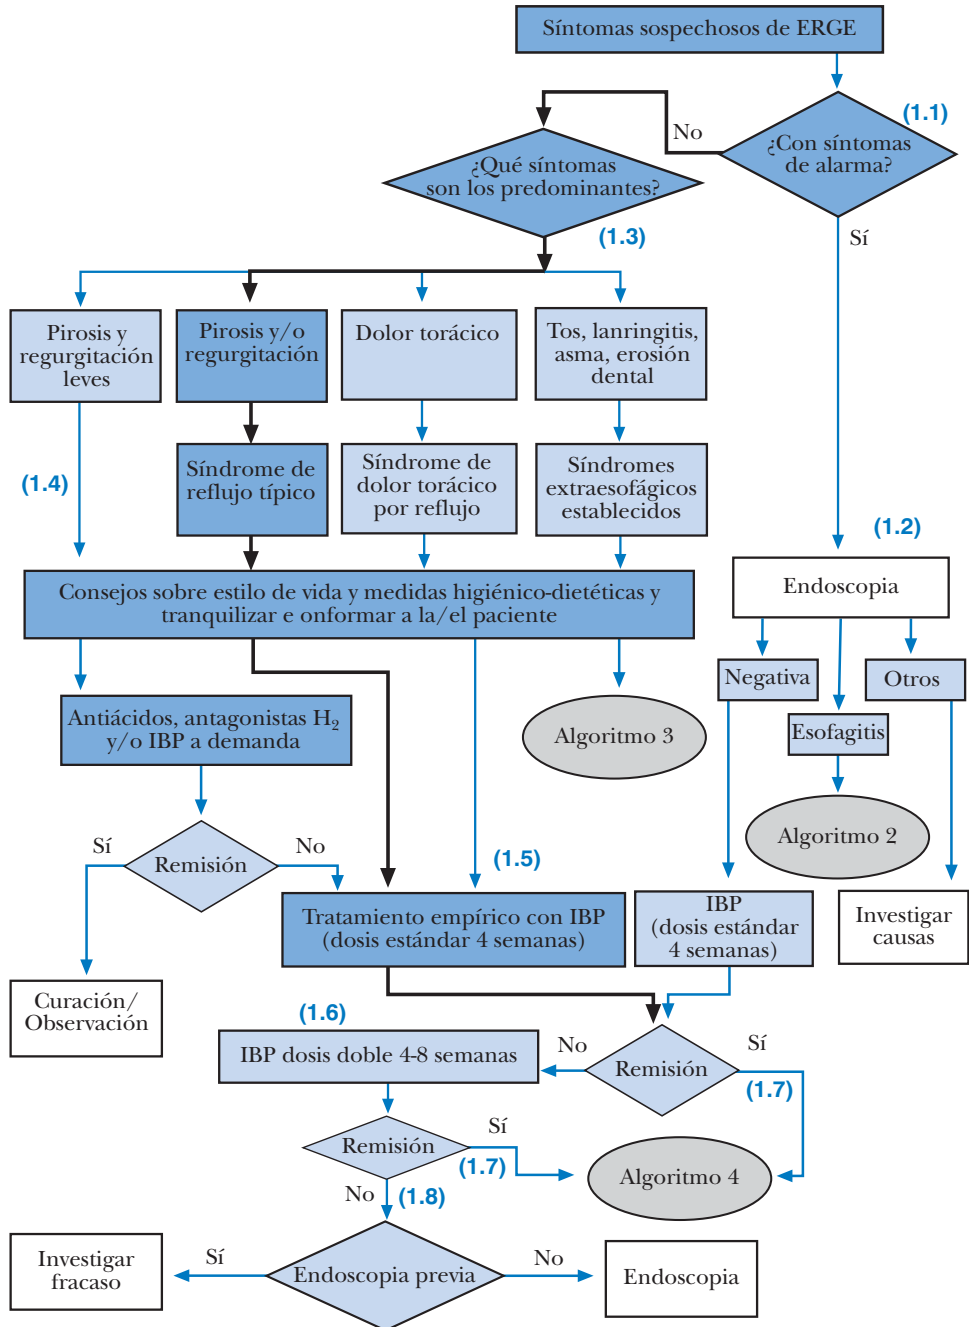 Síntomas sospechosos de ERGE
(1.1)
¿Con síntomas
de alarma?
No
¿Qué síntomas
son los predominantes?
(1.3)
Sí
Pirosis y
regurgitación
leves
Pirosis y/o
regurgitación
Dolor torácico
Tos, lanringitis,
asma, erosión
dental
(1.4)
Síndrome de
reflujo típico
Síndrome de
dolor torácico
por reflujo
Síndromes
extraesofágicos
establecidos
(1.2)
Endoscopia
Consejos sobre estilo de vida y medidas higiénico-dietéticas y
tranquilizar e onformar a la/el paciente
Negativa
Otros
Esofagitis
Antiácidos, antagonistas H₂
y/o IBP a demanda
Algoritmo 3
Algoritmo 2
Sí
Remisión
No
(1.5)
Tratamiento empírico con IBP
(dosis estándar 4 semanas)
IBP
(dosis estándar
4 semanas)
Investigar
causas
Curación/
Observación
(1.6)
IBP dosis doble 4-8 semanas
No
Remisión
Sí
(1.7)
Remisión
Sí
(1.7)
Algoritmo 4
No
(1.8)
Investigar
fracaso
Sí
Endoscopia previa
No
Endoscopia